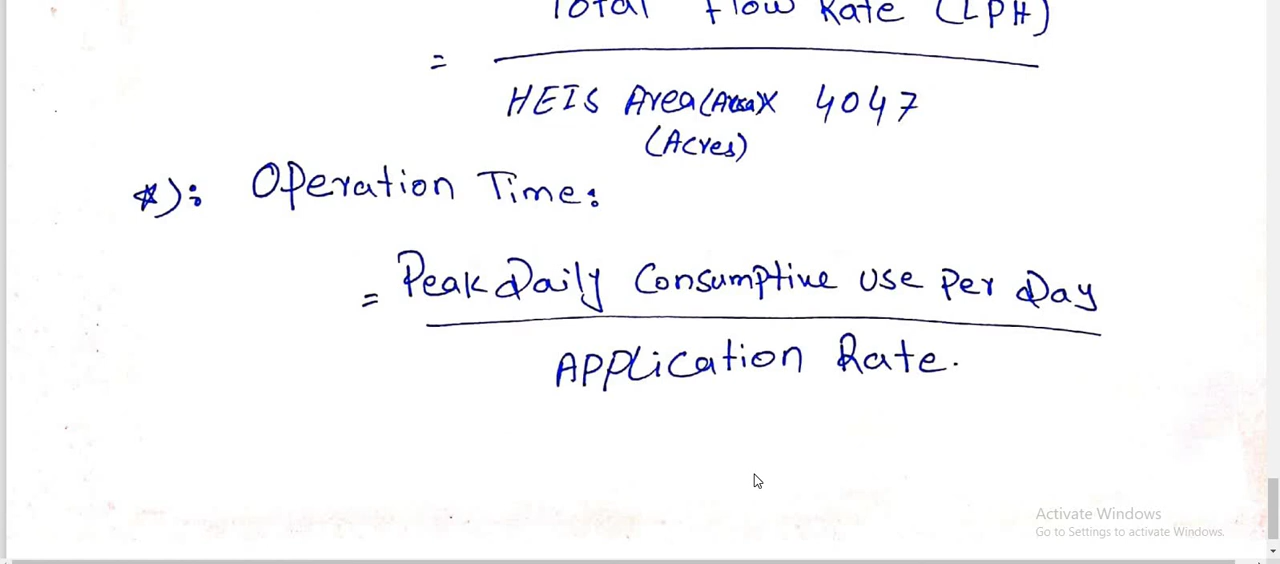 Total Flow Rate (LPH)
=
HEIS Area (Area) X 4047
(Acres)
*): Operation Time:
= Peak Daily Consumptive use Per Day
Application Rate.
Activate Windows
Go to Settings to activate Windows.